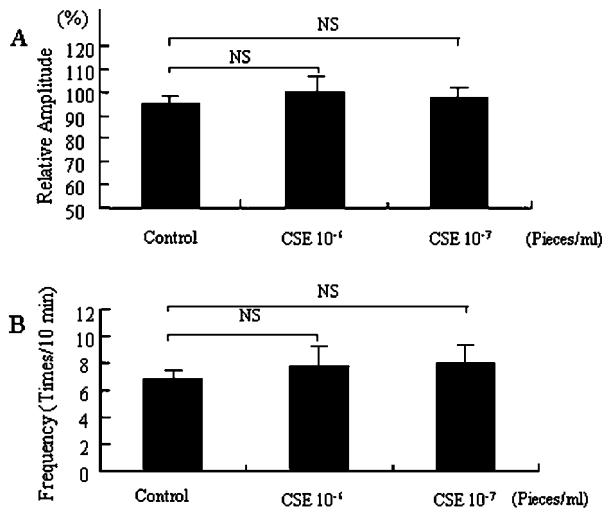 A
(%)
NS
NS
120
110
100
90
80
70
60
50
Relative Amplitude
Control
CSE 10⁻⁶
CSE 10⁻⁷
(Pieces/ml)
B
NS
NS
12
10
8
6
4
2
0
Frequency (Times/10 min)
Control
CSE 10⁻⁶
CSE 10⁻⁷
(Pieces/ml)